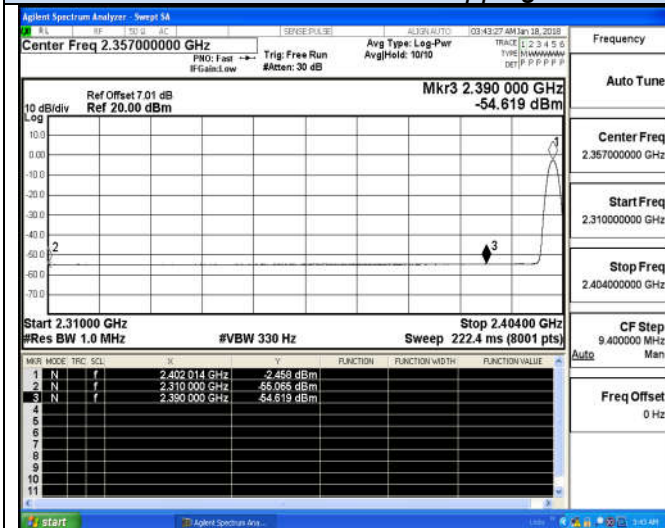 Agilent Spectrum Analyzer - Swept SA
RL RF 50 Ω AC SENSE:PULSE ALIGN AUTO 03:43:27 AM Jan 18, 2018
Center Freq 2.357000000 GHz
PNO: Fast
IFGain:Low
Trig: Free Run
#Atten: 30 dB
Avg Type: Log-Pwr
Avg|Hold: 10/10
TRACE 1 2 3 4 5 6
TYPE MWWWWW
DET P P P P P P
Frequency
Auto Tune
Ref Offset 7.01 dB
10 dB/div Ref 20.00 dBm
Log
Mkr3 2.390 000 GHz
-54.619 dBm
10.0
0.00
-10.0
-20.0
-30.0
-40.0
-50.0
-60.0
-70.0
1
2
3
Center Freq
2.357000000 GHz
Start Freq
2.310000000 GHz
Stop Freq
2.404000000 GHz
Start 2.31000 GHz Stop 2.40400 GHz
#Res BW 1.0 MHz #VBW 330 Hz Sweep 222.4 ms (8001 pts)
CF Step
9.400000 MHz
Auto Man
Freq Offset
0 Hz
MKR MODE TRC SCL X Y FUNCTION FUNCTION WIDTH FUNCTION VALUE
1 N f 2.402 014 GHz -2.458 dBm
2 N f 2.310 000 GHz -55.065 dBm
3 N f 2.390 000 GHz -54.619 dBm
4
5
6
7
8
9
10
11
start Agilent Spectrum Ana... 3:43 AM